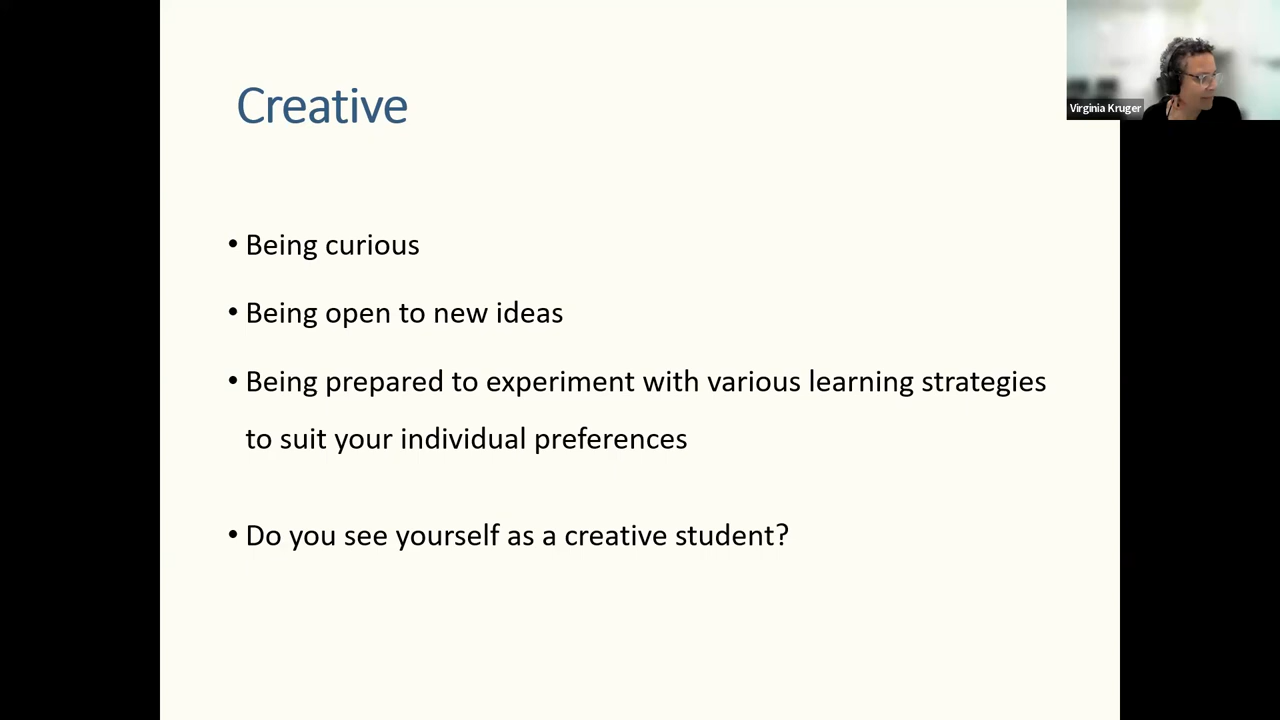 Creative
Virginia Kruger
• Being curious
• Being open to new ideas
• Being prepared to experiment with various learning strategies
to suit your individual preferences
• Do you see yourself as a creative student?